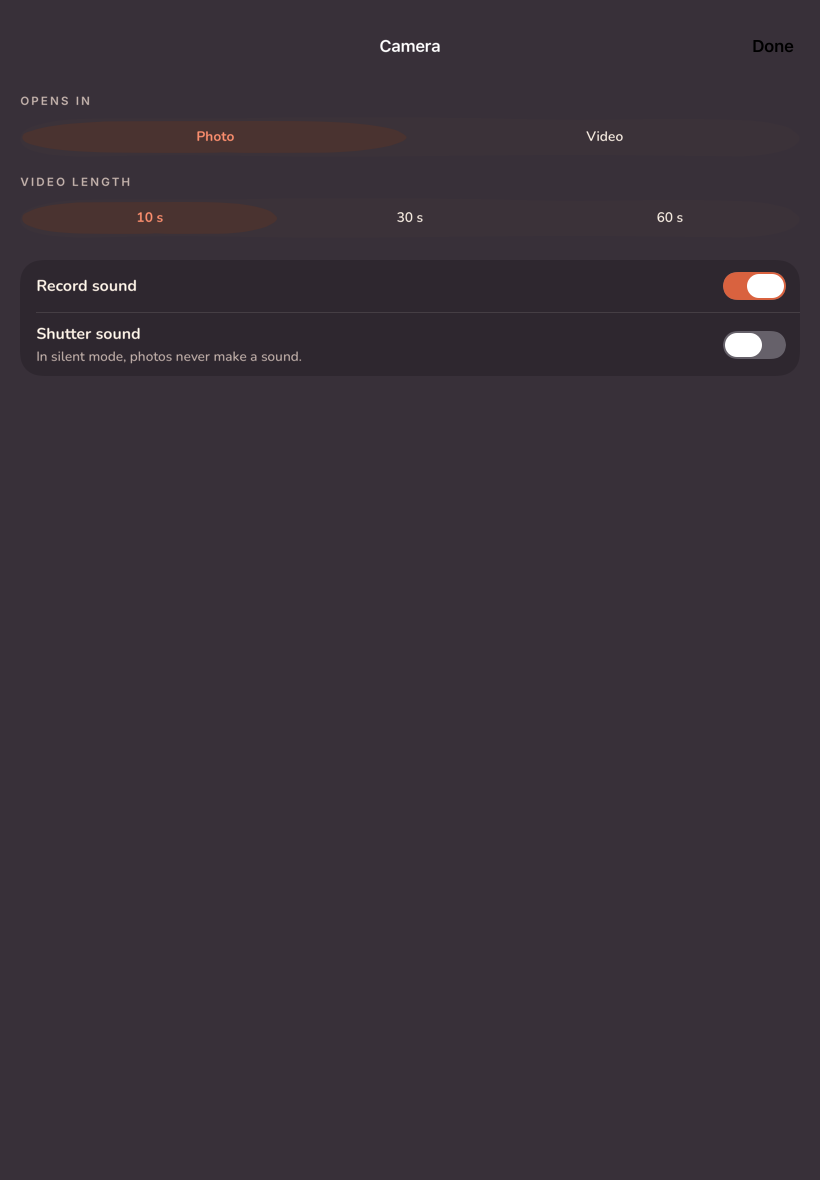 Camera
Done
OPENS IN
Photo
Video
VIDEO LENGTH
10 s
30 s
60 s
Record sound
Shutter sound
In silent mode, photos never make a sound.